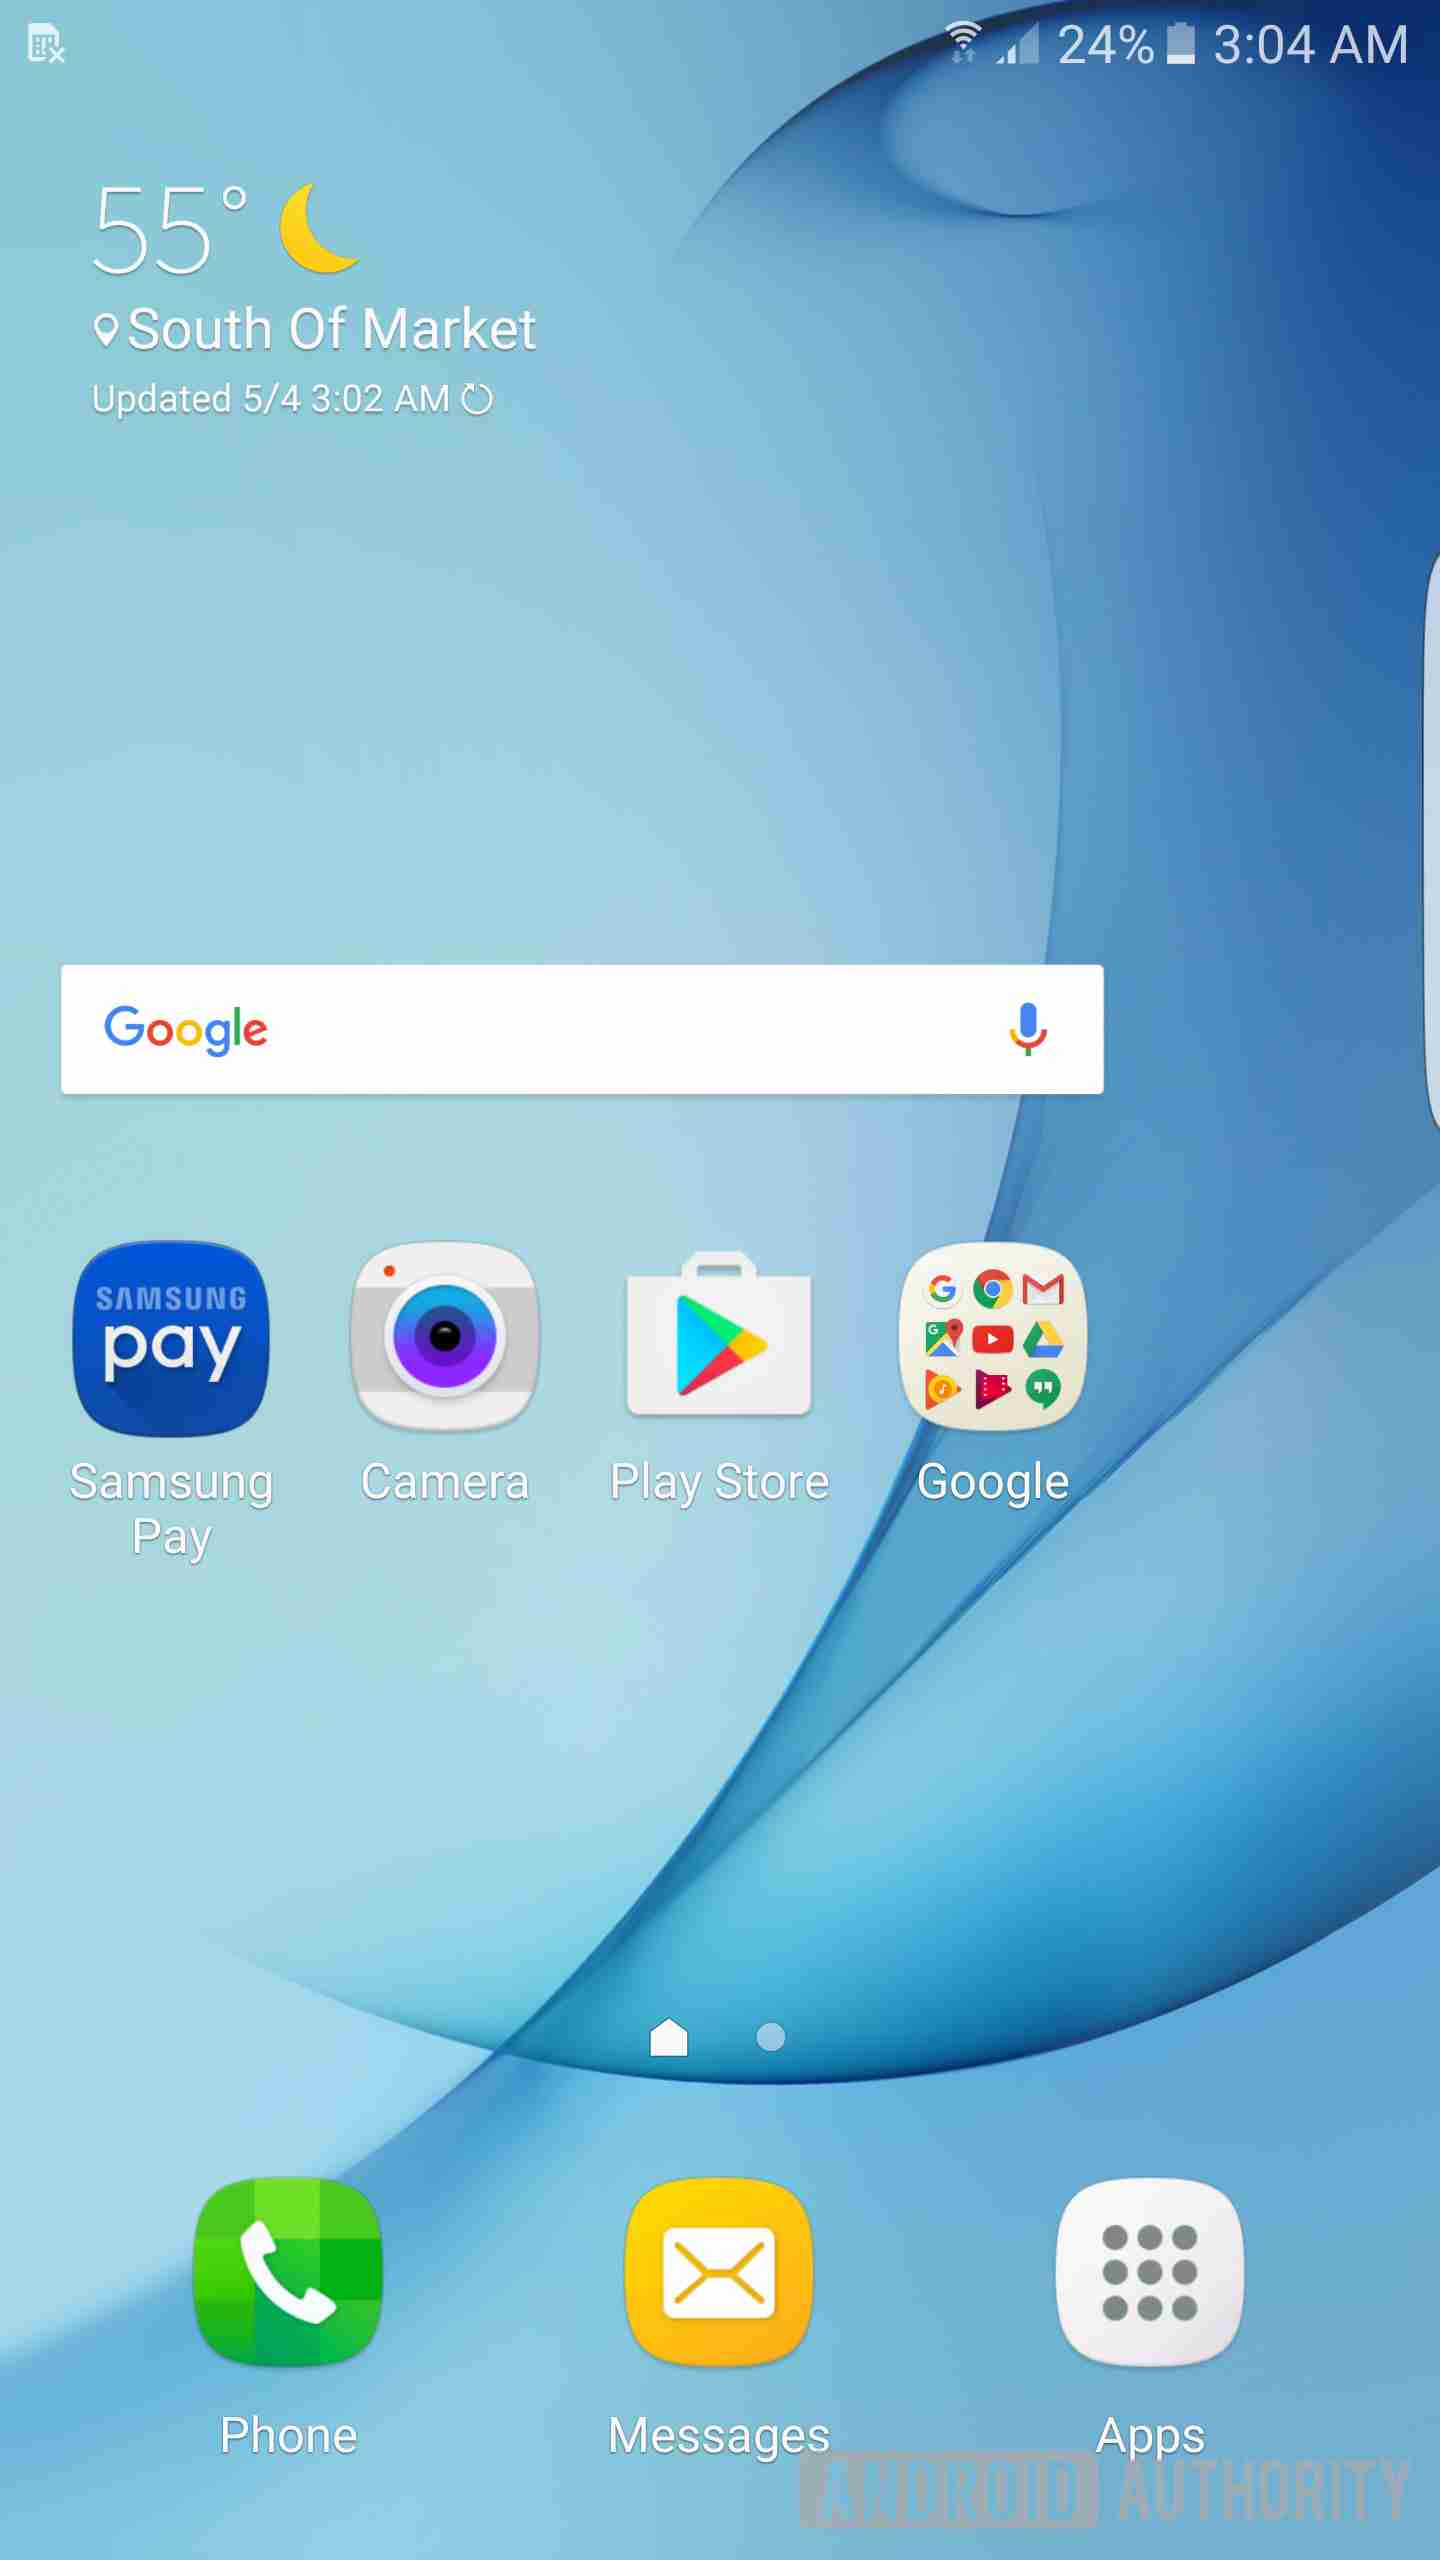 24% 3:04 AM
55°
South Of Market
Updated 5/4 3:02 AM
Google
SAMSUNG
pay
Samsung
Pay
Camera
Play Store
Google
Phone
Messages
Apps
ANDROID AUTHORITY